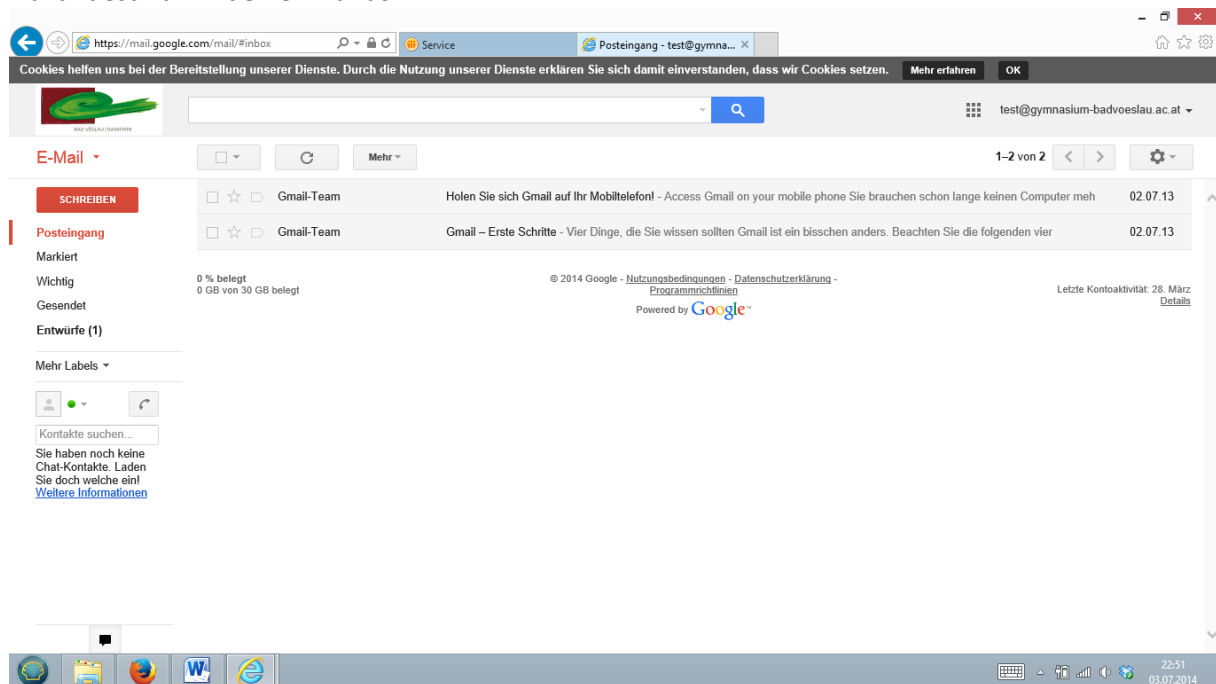 https://mail.google.com/mail/#inbox
Service
Posteingang - test@gymna...
Cookies helfen uns bei der Bereitstellung unserer Dienste. Durch die Nutzung unserer Dienste erklären Sie sich damit einverstanden, dass wir Cookies setzen. Mehr erfahren OK
BAD VÖSLAU|GAINFARN
test@gymnasium-badvoeslau.ac.at
E-Mail
Mehr
1–2 von 2
SCHREIBEN
Gmail-Team Holen Sie sich Gmail auf Ihr Mobiltelefon! - Access Gmail on your mobile phone Sie brauchen schon lange keinen Computer meh 02.07.13
Posteingang
Gmail-Team Gmail – Erste Schritte - Vier Dinge, die Sie wissen sollten Gmail ist ein bisschen anders. Beachten Sie die folgenden vier 02.07.13
Markiert
Wichtig
Gesendet
Entwürfe (1)
0 % belegt
0 GB von 30 GB belegt
© 2014 Google - Nutzungsbedingungen - Datenschutzerklärung -
Programmrichtlinien
Powered by Google™
Letzte Kontoaktivität: 28. März
Details
Mehr Labels
Kontakte suchen...
Sie haben noch keine
Chat-Kontakte. Laden
Sie doch welche ein!
Weitere Informationen
22:51
03.07.2014